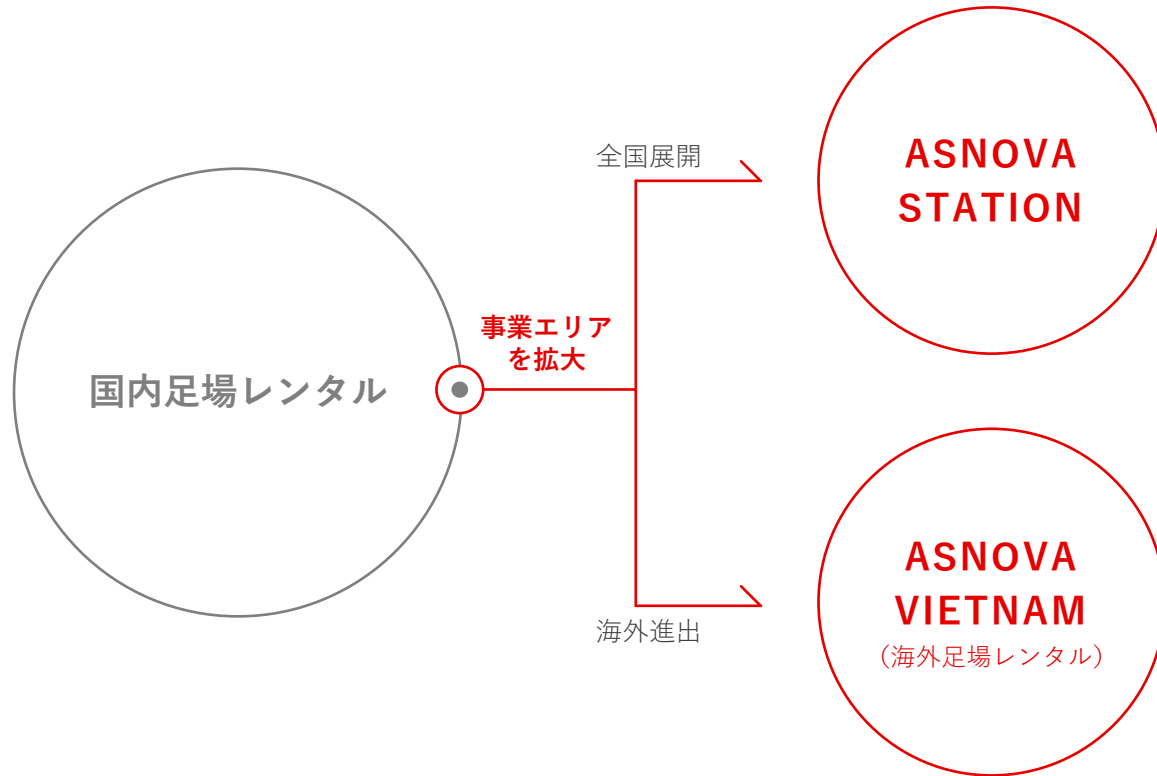 国内足場レンタル
事業エリア
を拡大
全国展開
ASNOVA
STATION
海外進出
ASNOVA
VIETNAM
（海外足場レンタル）